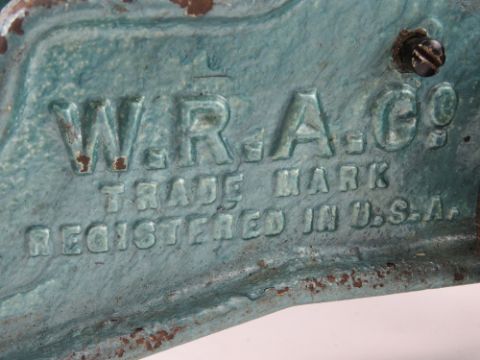 W.R.A.Co
TRADE MARK
REGISTERED IN U.S.A.